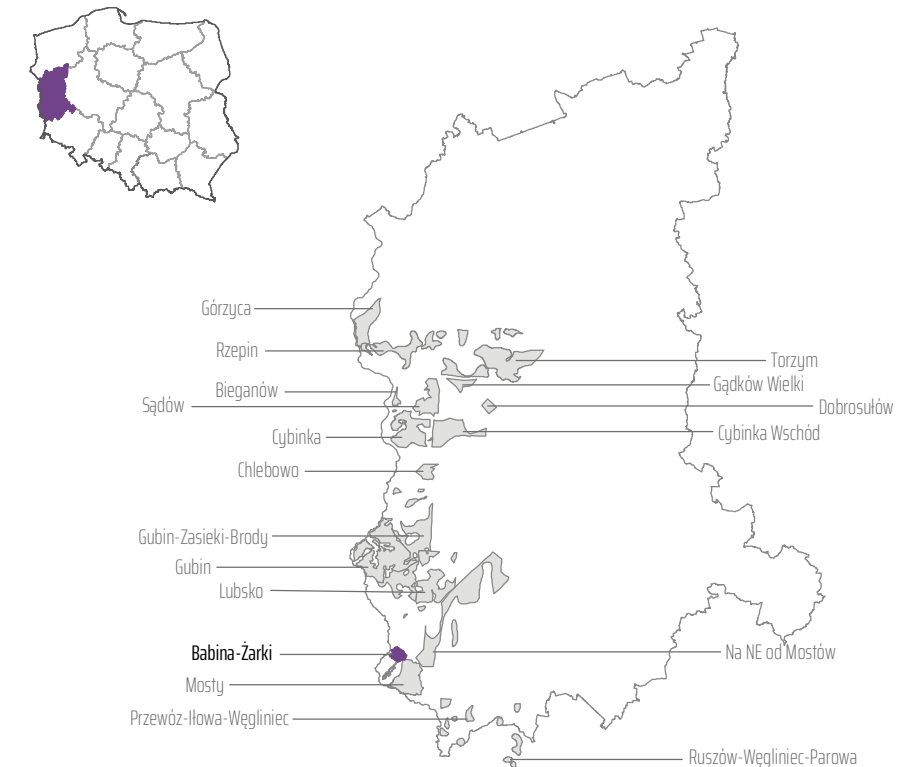 Górzyca
Rzepin
Torzym
Gądków Wielki
Bieganów
Sądów
Dobrosułów
Cybinka
Cybinka Wschód
Chlebowo
Gubin-Zasieki-Brody
Gubin
Lubsko
Babina-Żarki
Na NE od Mostów
Mosty
Przewóz-Iłowa-Węgliniec
Ruszów-Węgliniec-Parowa